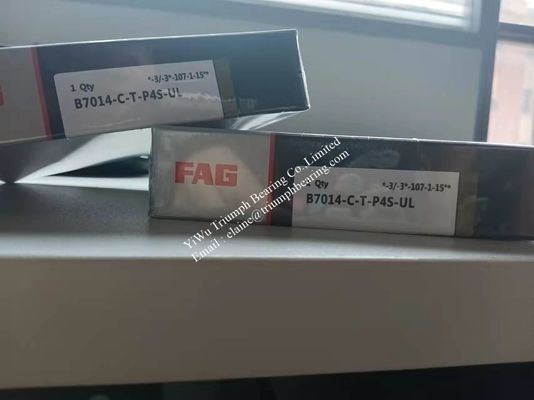 1 Qty *-3/-3*-107-1-15**
B7014-C-T-P4S-UL
FAG
FAG
1 Qty *-3/-3*-107-1-15**
B7014-C-T-P4S-UL
YiWu Triumph Bearing Co.,Limited
Email : elaine@triumphbearing.com